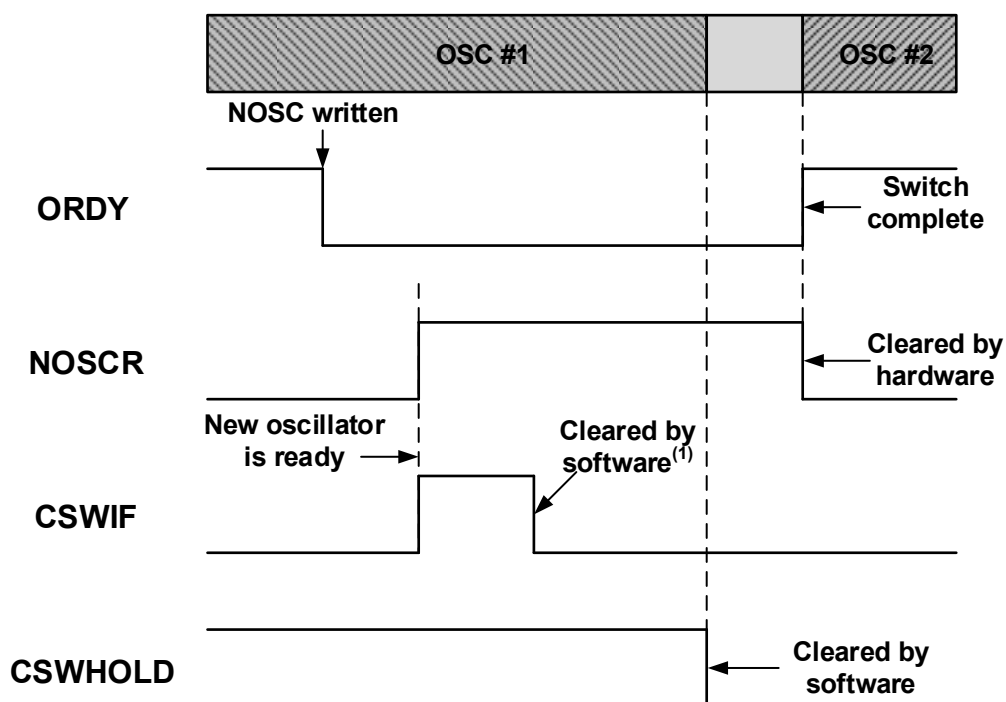 OSC #1
OSC #2
NOSC written
ORDY
Switch
complete
NOSCR
Cleared by
hardware
New oscillator
is ready
Cleared by
software(1)
CSWIF
CSWHOLD
Cleared by
software